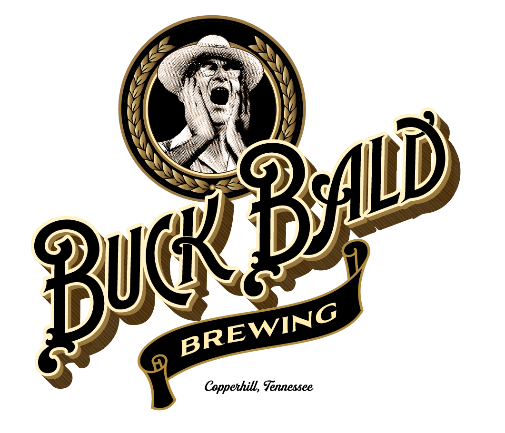 BUCK BALD
BREWING
Copperhill, Tennessee